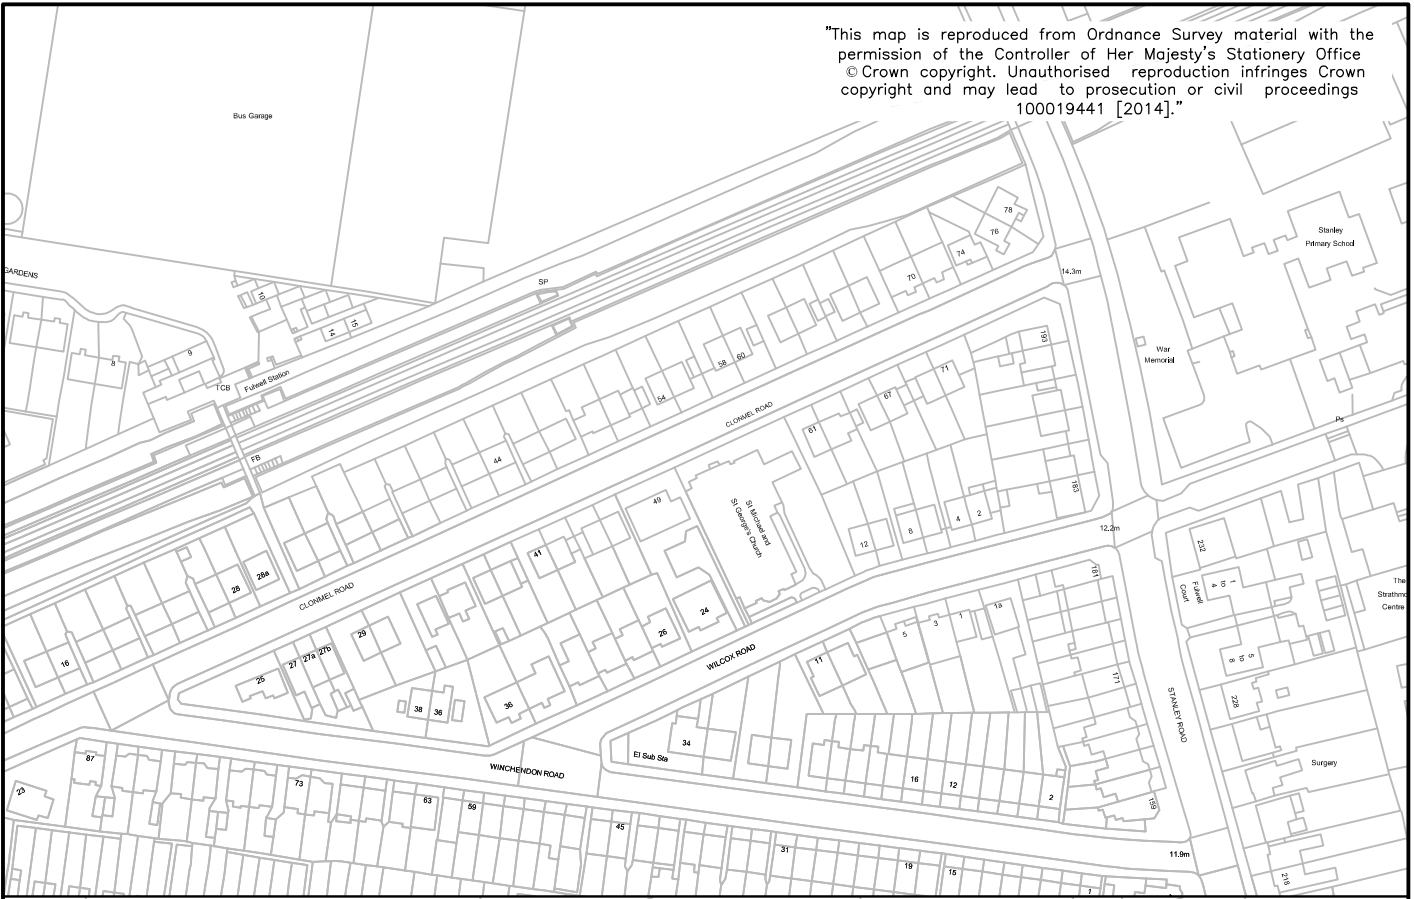 "This map is reproduced from Ordnance Survey material with the
permission of the Controller of Her Majesty's Stationery Office
© Crown copyright. Unauthorised reproduction infringes Crown
copyright and may lead to prosecution or civil proceedings
100019441 [2014]."
Bus Garage
GARDENS
10
14
15
9
8
TCB
Fulwell Station
SP
FB
78
76
74
70
14.3m
Stanley
Primary School
War
Memorial
193
71
67
61
58
60
54
CLONMEL ROAD
44
49
St Michael and
St George's Church
Ps
183
12.2m
2
4
8
12
41
28
28a
CLONMEL ROAD
16
29
27b
27a
27
25
38
36
36
26
24
WILCOX ROAD
11
5
3
1
1a
181
171
232
1
to
4
Fulwell
Court
5
to
8
228
The
Strathmo
Centre
STANLEY ROAD
34
El Sub Sta
16
12
2
159
Surgery
WINCHENDON ROAD
87
23
73
63
59
45
31
19
15
1
11.9m
218